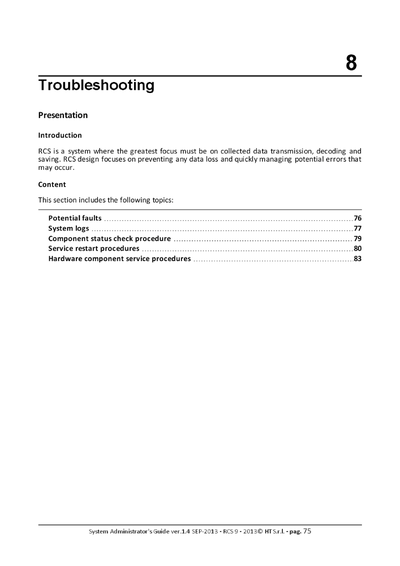 8
Troubleshooting
Presentation
Introduction
RCS is a system where the greatest focus must be on collected data transmission, decoding and
saving. RCS design focuses on preventing any data loss and quickly managing potential errors that
may occur.
Content
This section includes the following topics:
Potential faults ........................................................................................76
System logs ............................................................................................77
Component status check procedure ................................................................79
Service restart procedures ..........................................................................80
Hardware component service procedures ........................................................83
System Administrator's Guide ver.1.4 SEP-2013 - RCS 9 - 2013© HT S.r.l. - pag. 75